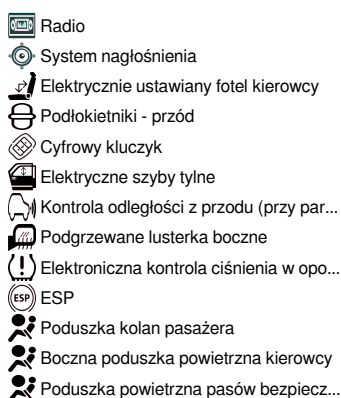 Radio
System nagłośnienia
Elektrycznie ustawiany fotel kierowcy
Podłokietniki - przód
Cyfrowy kluczyk
Elektryczne szyby tylne
Kontrola odległości z przodu (przy par...
Podgrzewane lusterka boczne
Elektroniczna kontrola ciśnienia w opo...
ESP ESP
Poduszka kolan pasażera
Boczna poduszka powietrzna kierowcy
Poduszka powietrzna pasów bezpiecz...